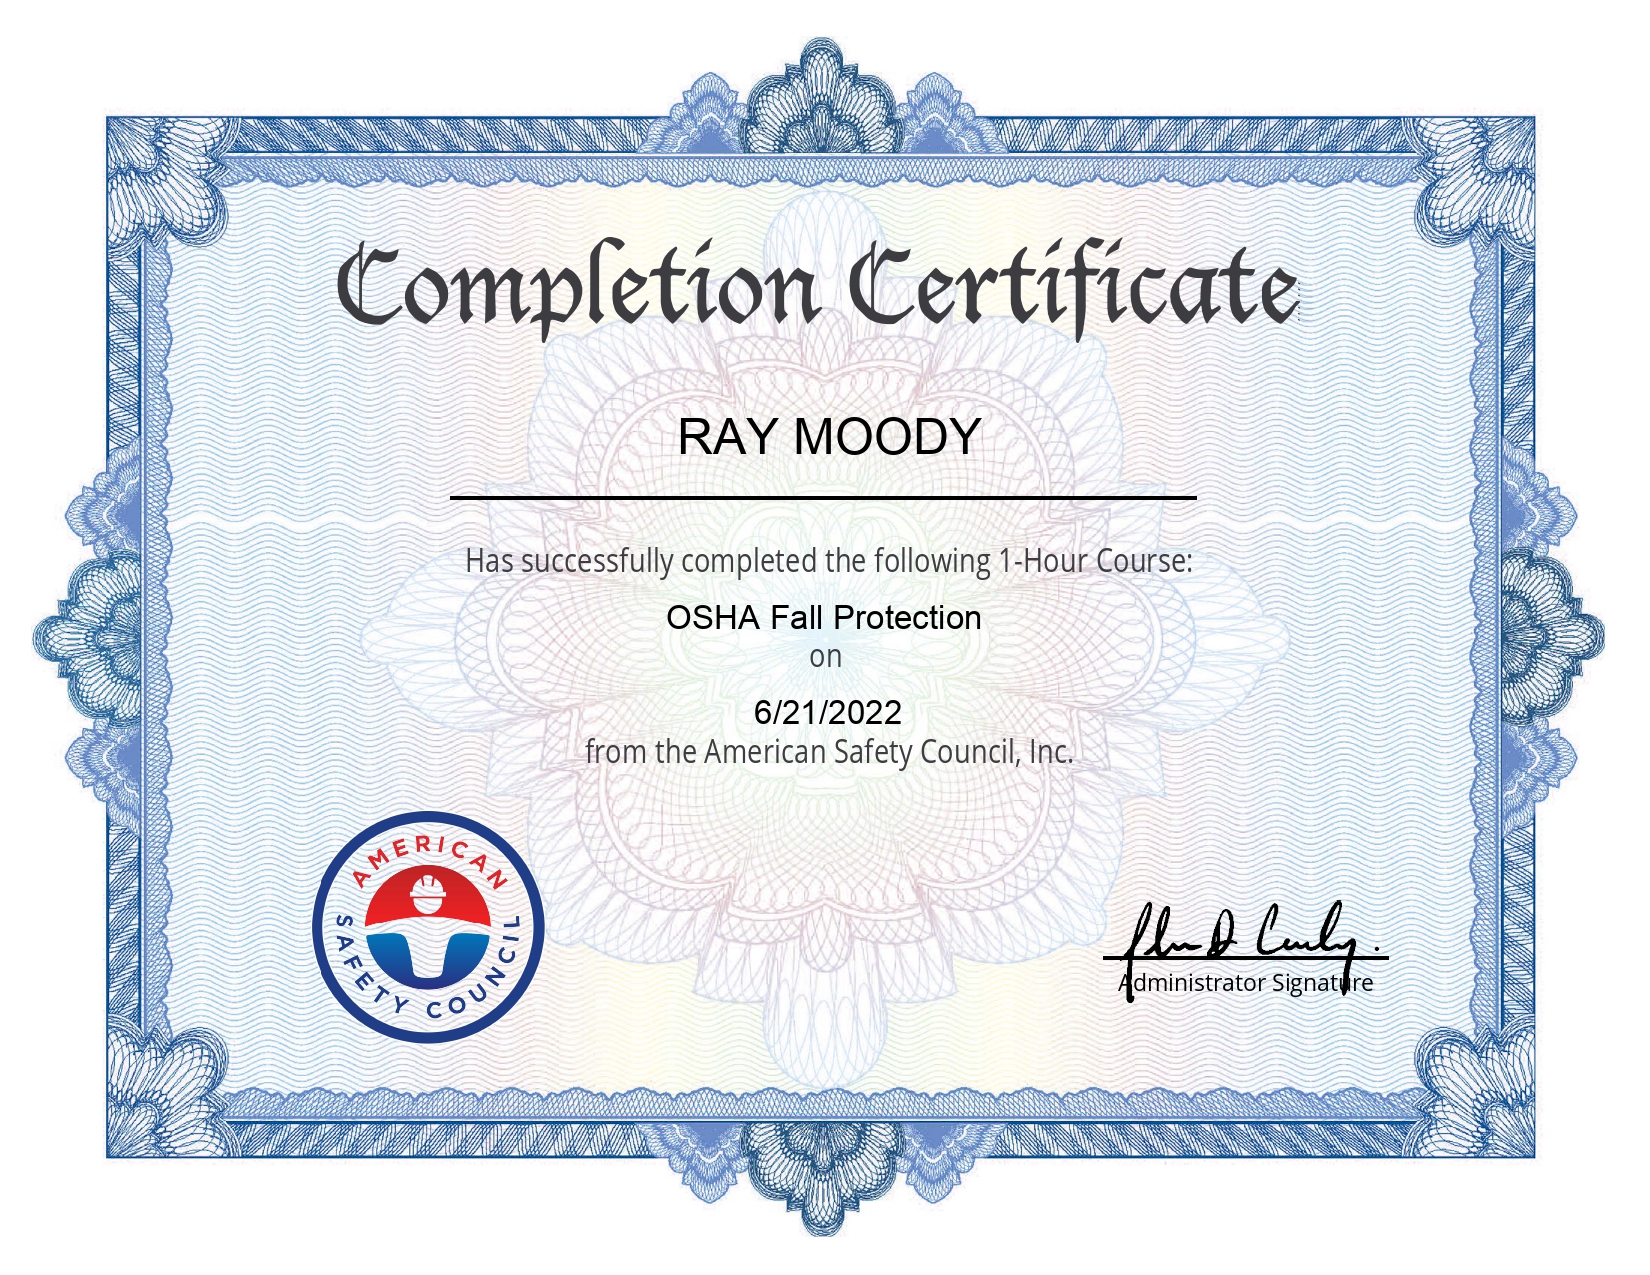 Completion Certificate
RAY MOODY
Has successfully completed the following 1-Hour Course:
OSHA Fall Protection
on
6/21/2022
from the American Safety Council, Inc.
AMERICAN
SAFETY COUNCIL
Administrator Signature